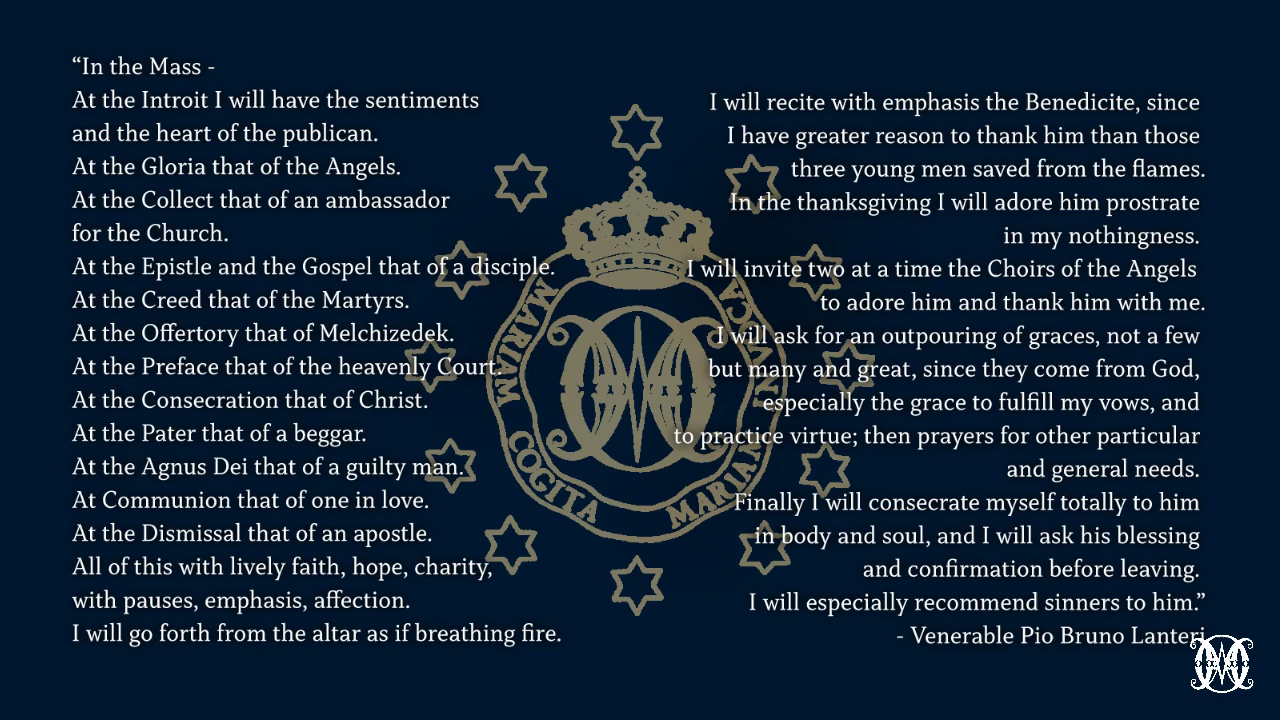 “In the Mass -
At the Introit I will have the sentiments
and the heart of the publican.
At the Gloria that of the Angels.
At the Collect that of an ambassador
for the Church.
At the Epistle and the Gospel that of a disciple.
At the Creed that of the Martyrs.
At the Offertory that of Melchizedek.
At the Preface that of the heavenly Court.
At the Consecration that of Christ.
At the Pater that of a beggar.
At the Agnus Dei that of a guilty man.
At Communion that of one in love.
At the Dismissal that of an apostle.
All of this with lively faith, hope, charity,
with pauses, emphasis, affection.
I will go forth from the altar as if breathing fire.
I will recite with emphasis the Benedicite, since
I have greater reason to thank him than those
three young men saved from the flames.
In the thanksgiving I will adore him prostrate
in my nothingness.
I will invite two at a time the Choirs of the Angels
to adore him and thank him with me.
I will ask for an outpouring of graces, not a few
but many and great, since they come from God,
especially the grace to fulfill my vows, and
to practice virtue; then prayers for other particular
and general needs.
Finally I will consecrate myself totally to him
in body and soul, and I will ask his blessing
and confirmation before leaving.
I will especially recommend sinners to him.”
- Venerable Pio Bruno Lanteri
MARIAM COGITA MARIAM